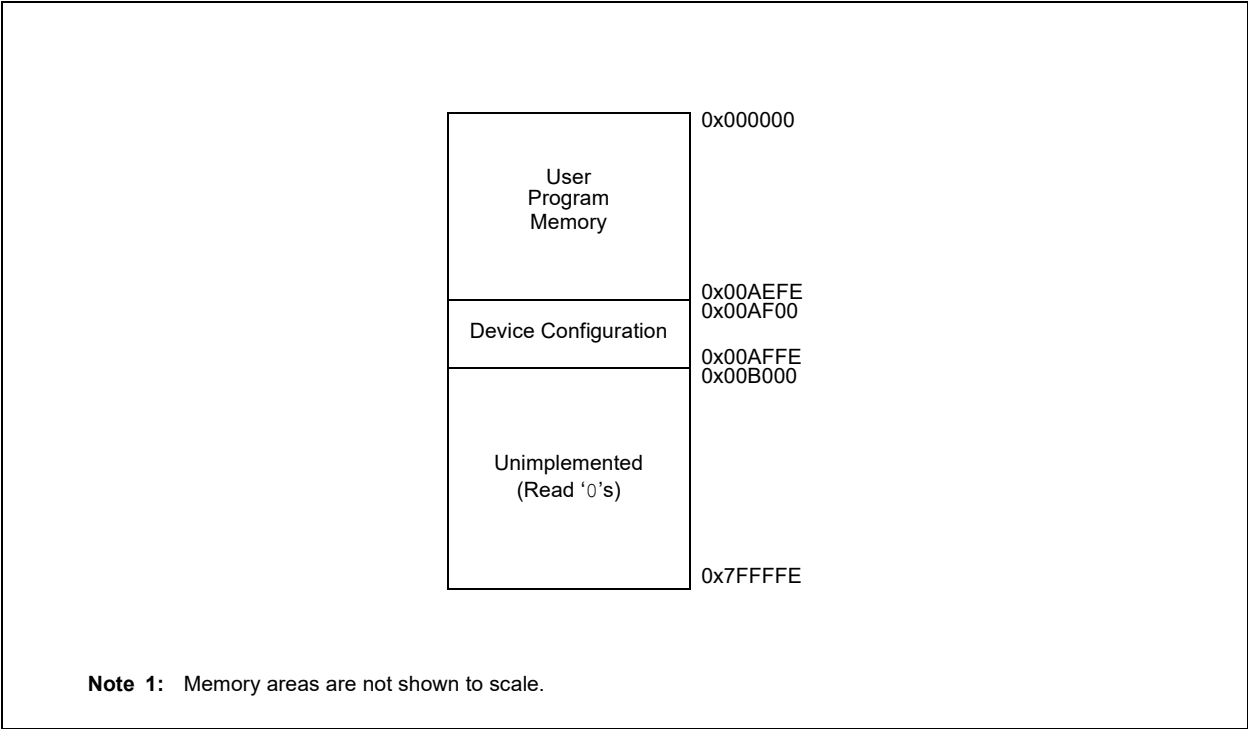 0x000000
User
Program
Memory
0x00AEFE
0x00AF00
Device Configuration
0x00AFFE
0x00B000
Unimplemented
(Read ‘0’s)
0x7FFFFE
Note 1: Memory areas are not shown to scale.